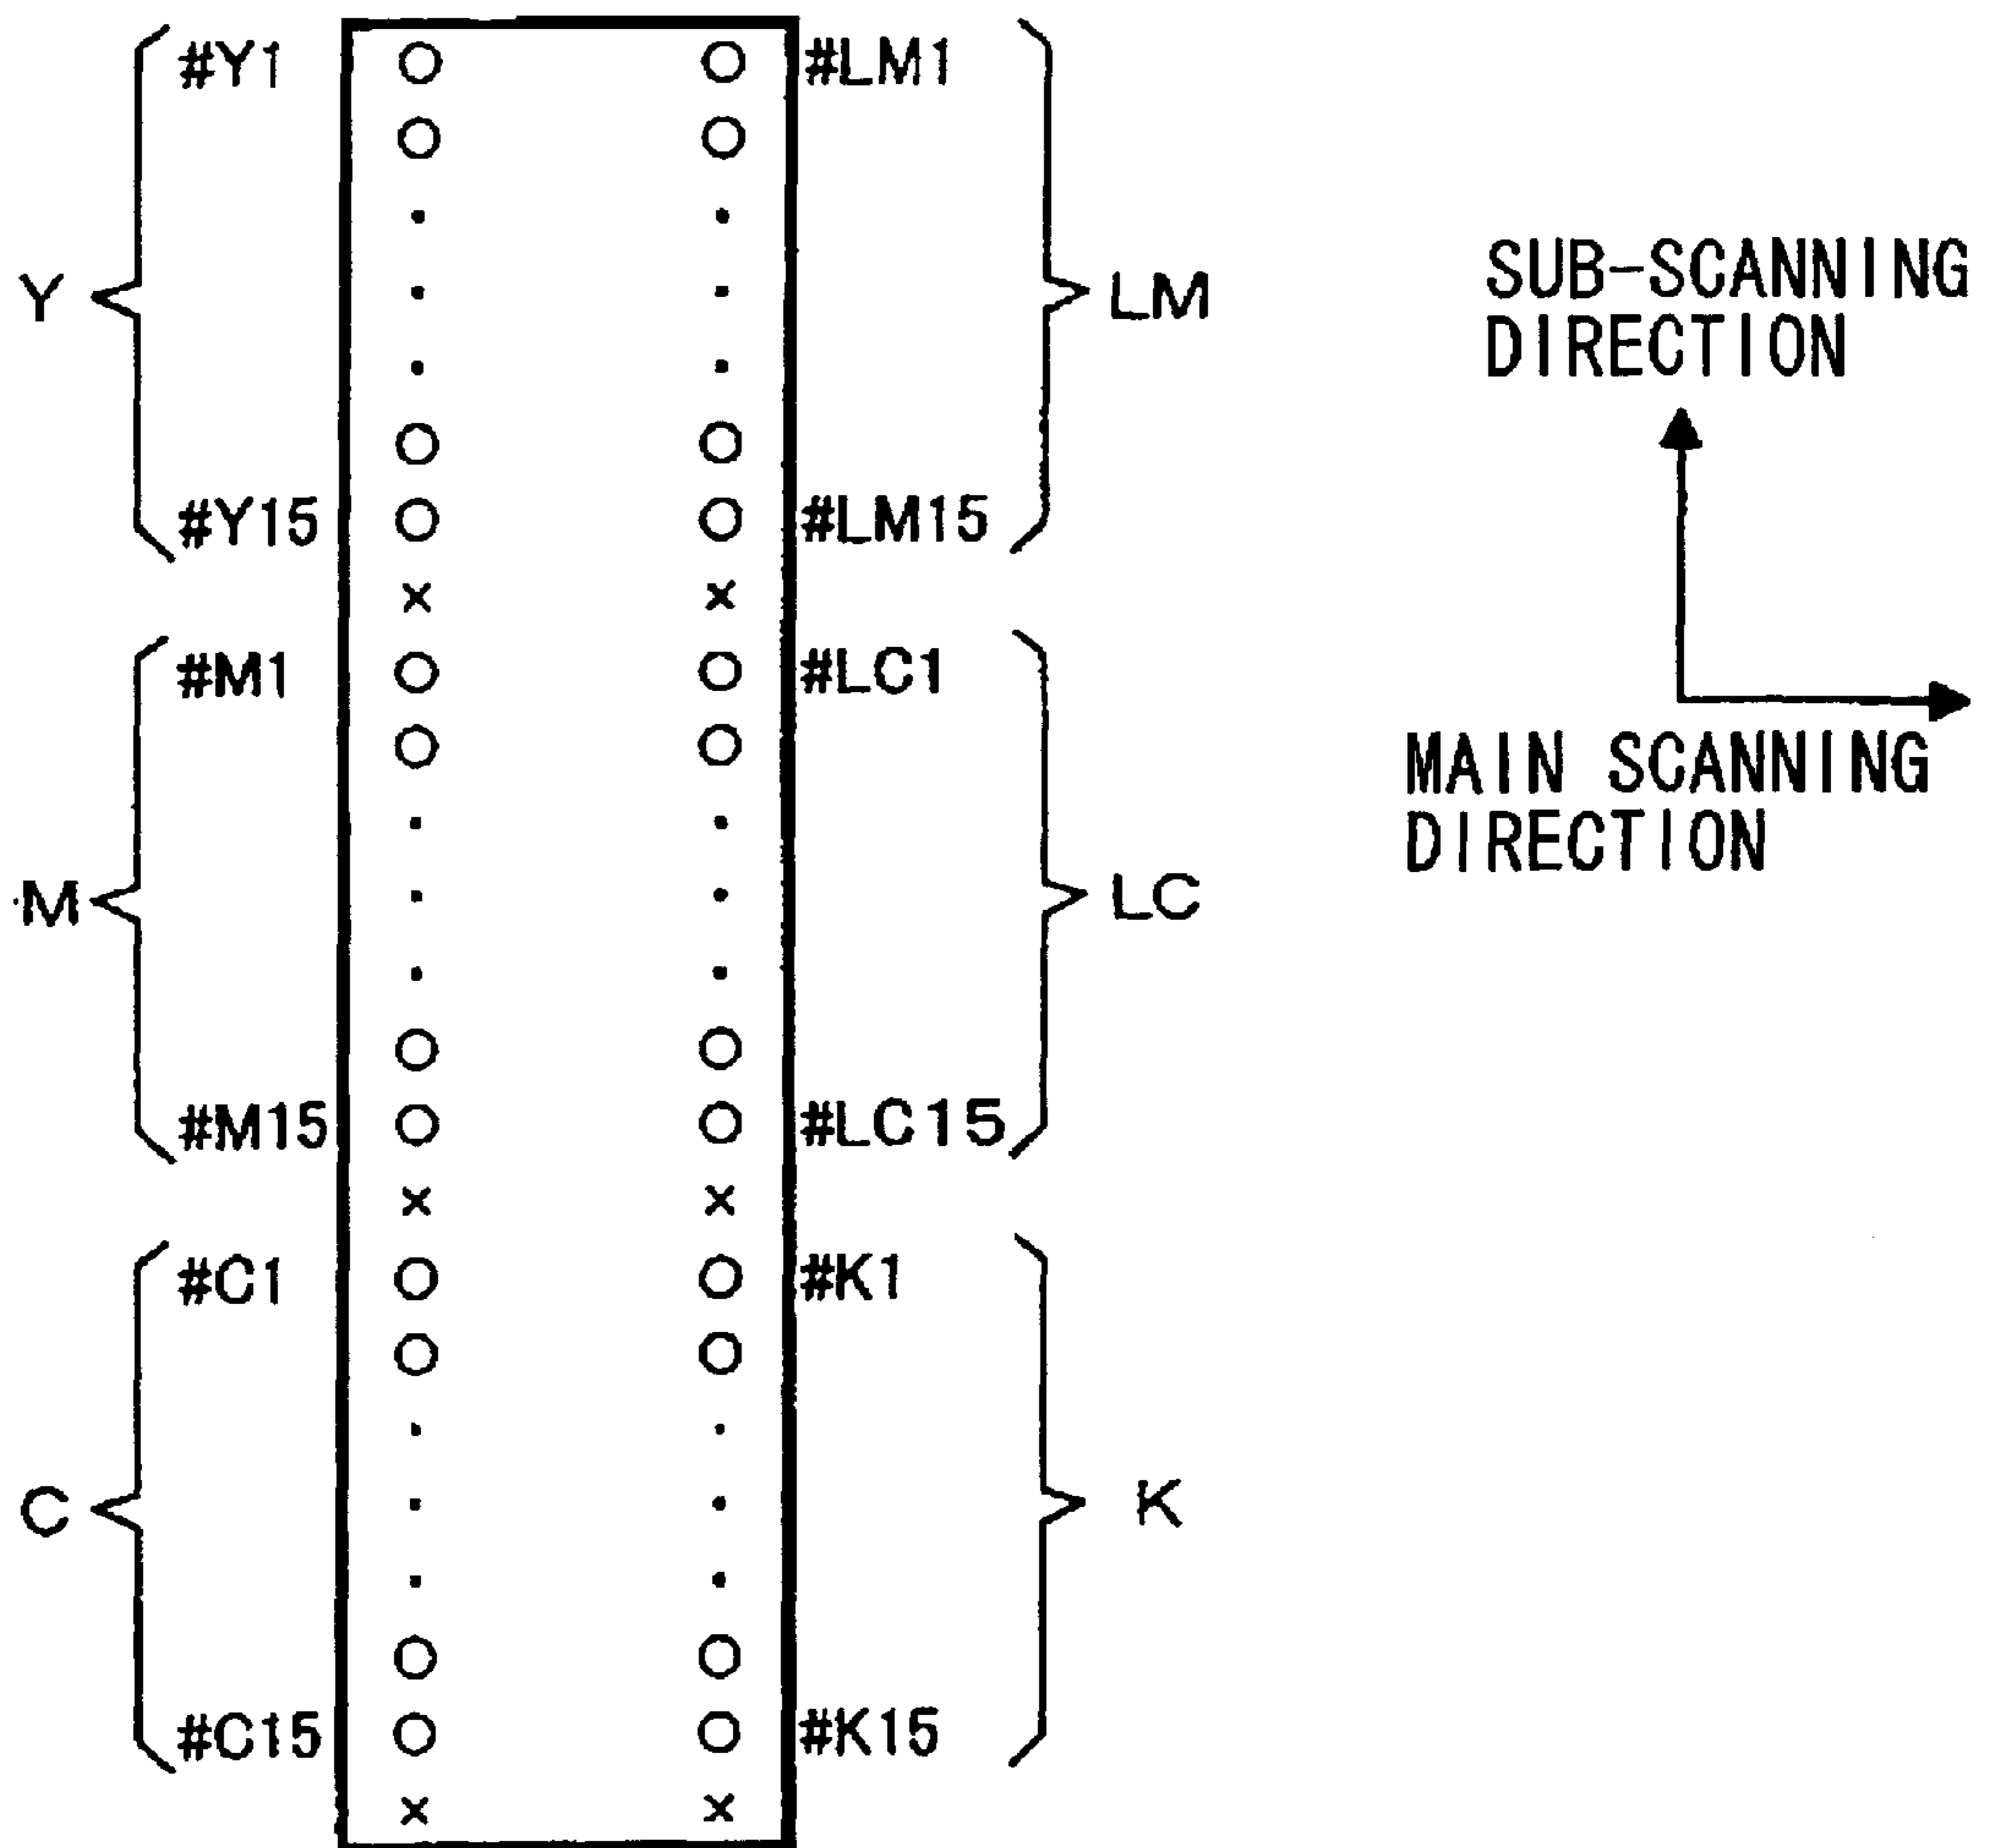 #Y1
#LM1
Y
LM
#Y15
#LM15
x x
#M1
#LC1
M
LC
#M15
#LC15
x x
#C1
#K1
C
K
#C15
#K15
x x
SUB-SCANNING
DIRECTION
MAIN SCANNING
DIRECTION